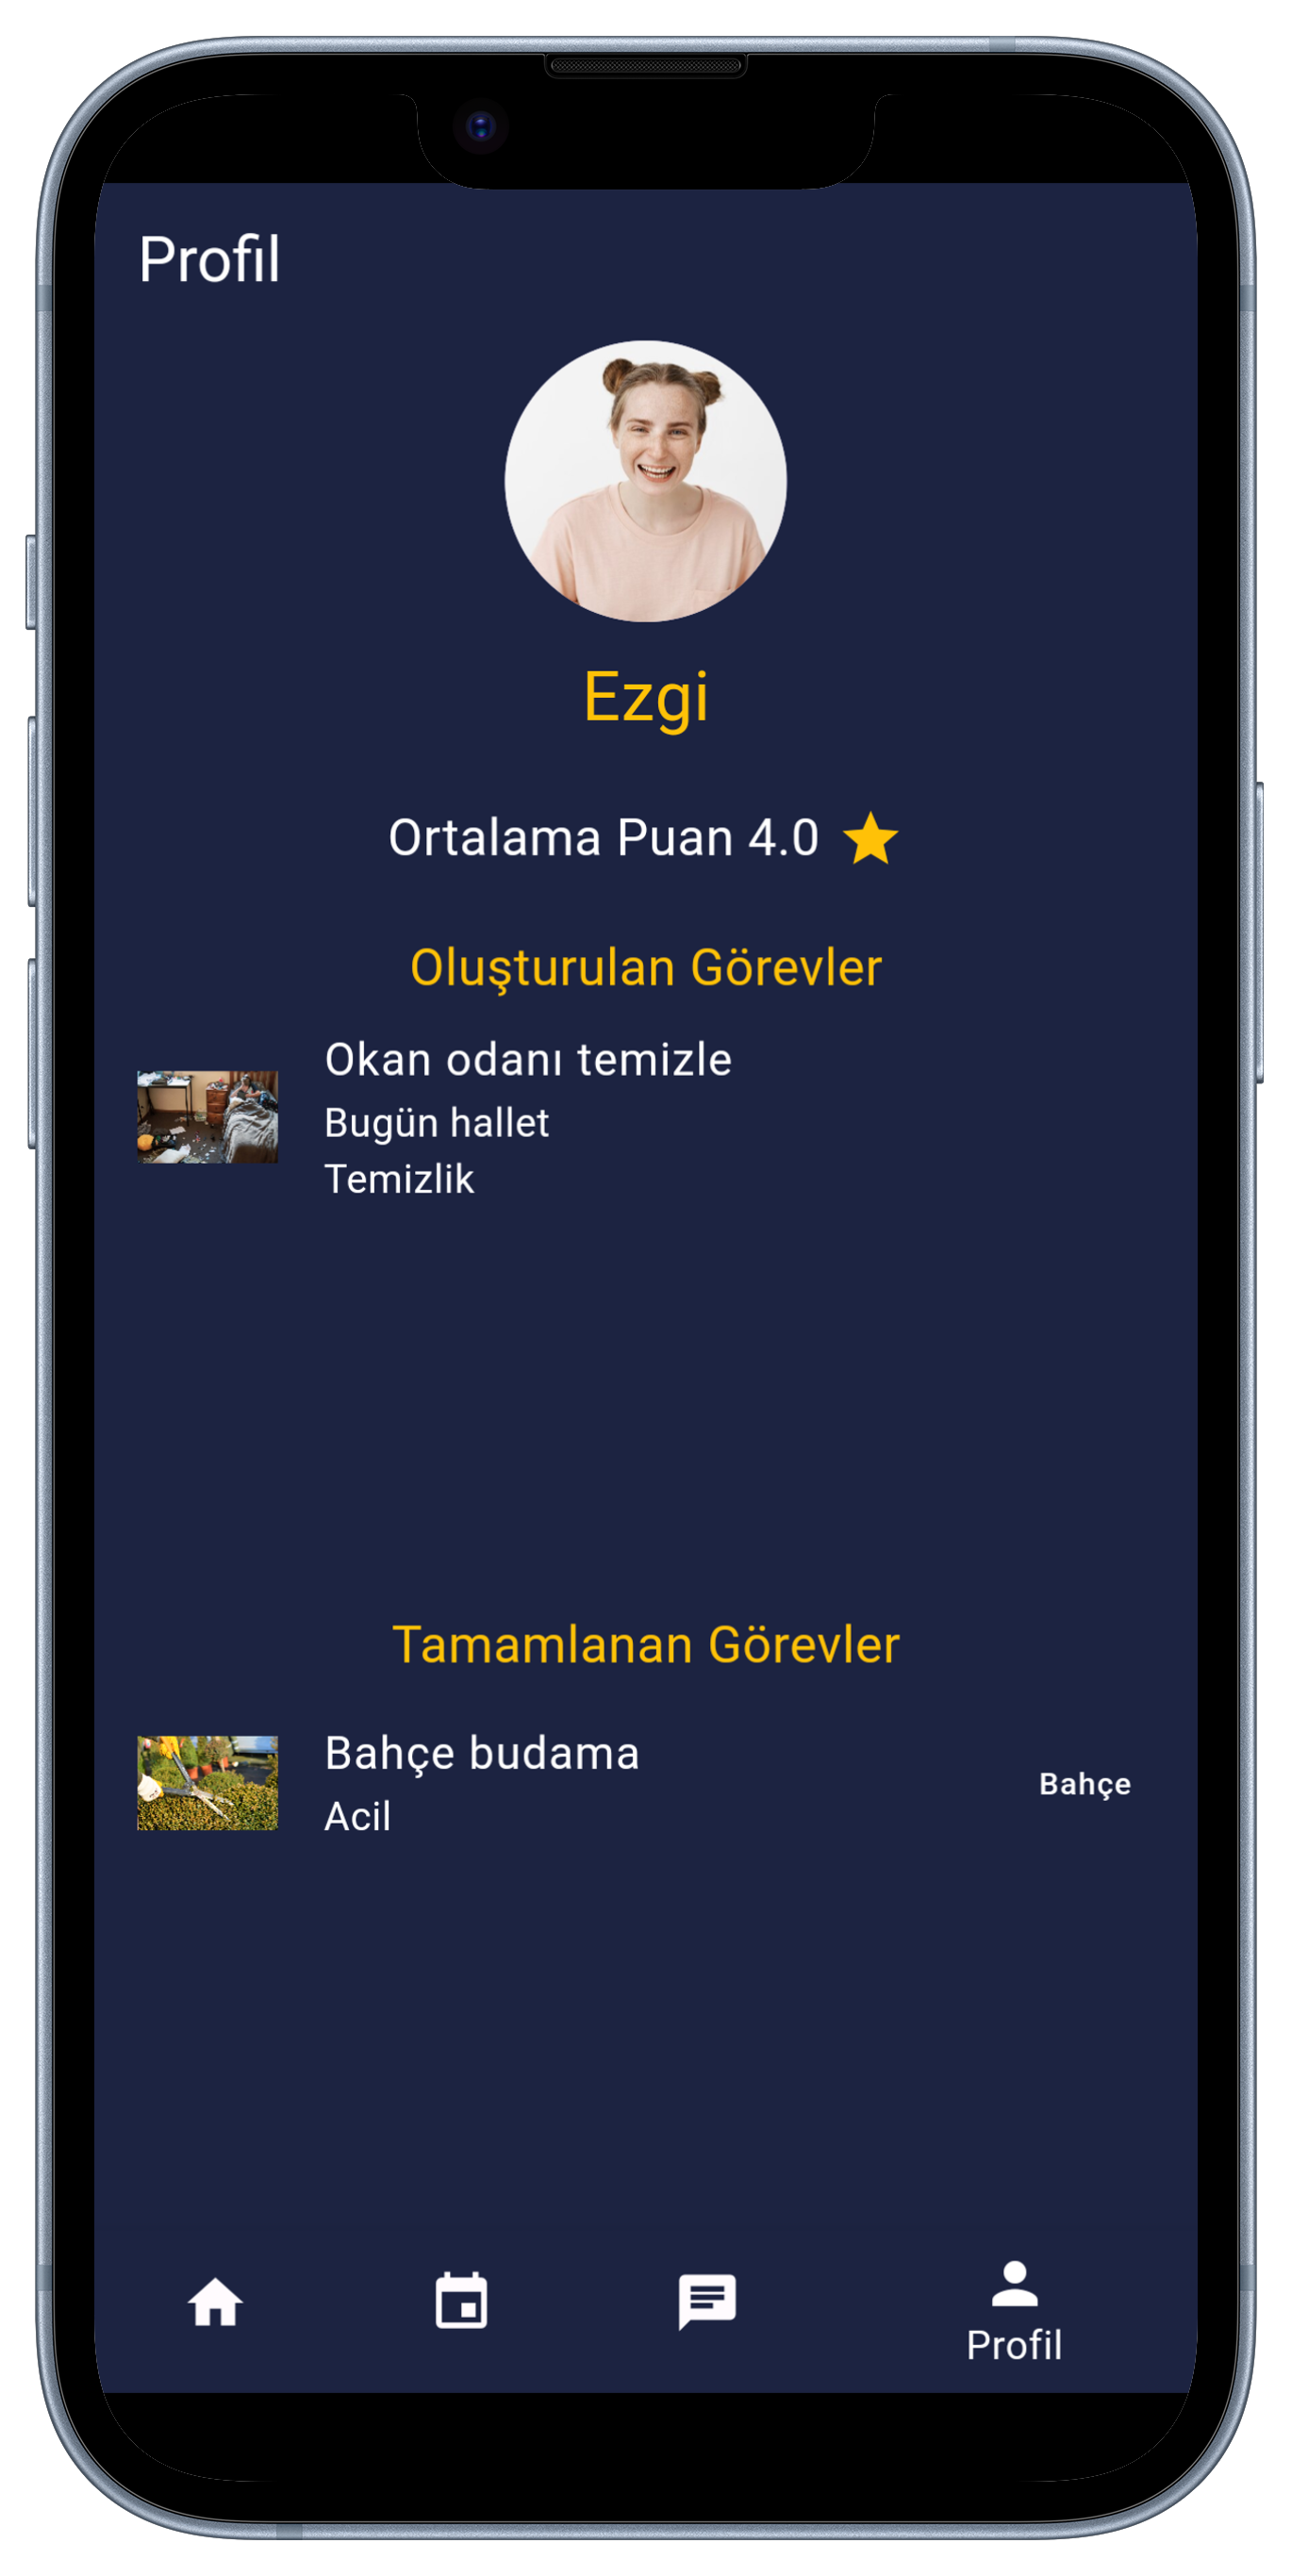 Profil
Ezgi
Ortalama Puan 4.0
Oluşturulan Görevler
Okan odanı temizle
Bugün hallet
Temizlik
Tamamlanan Görevler
Bahçe budama
Acil
Bahçe
Profil